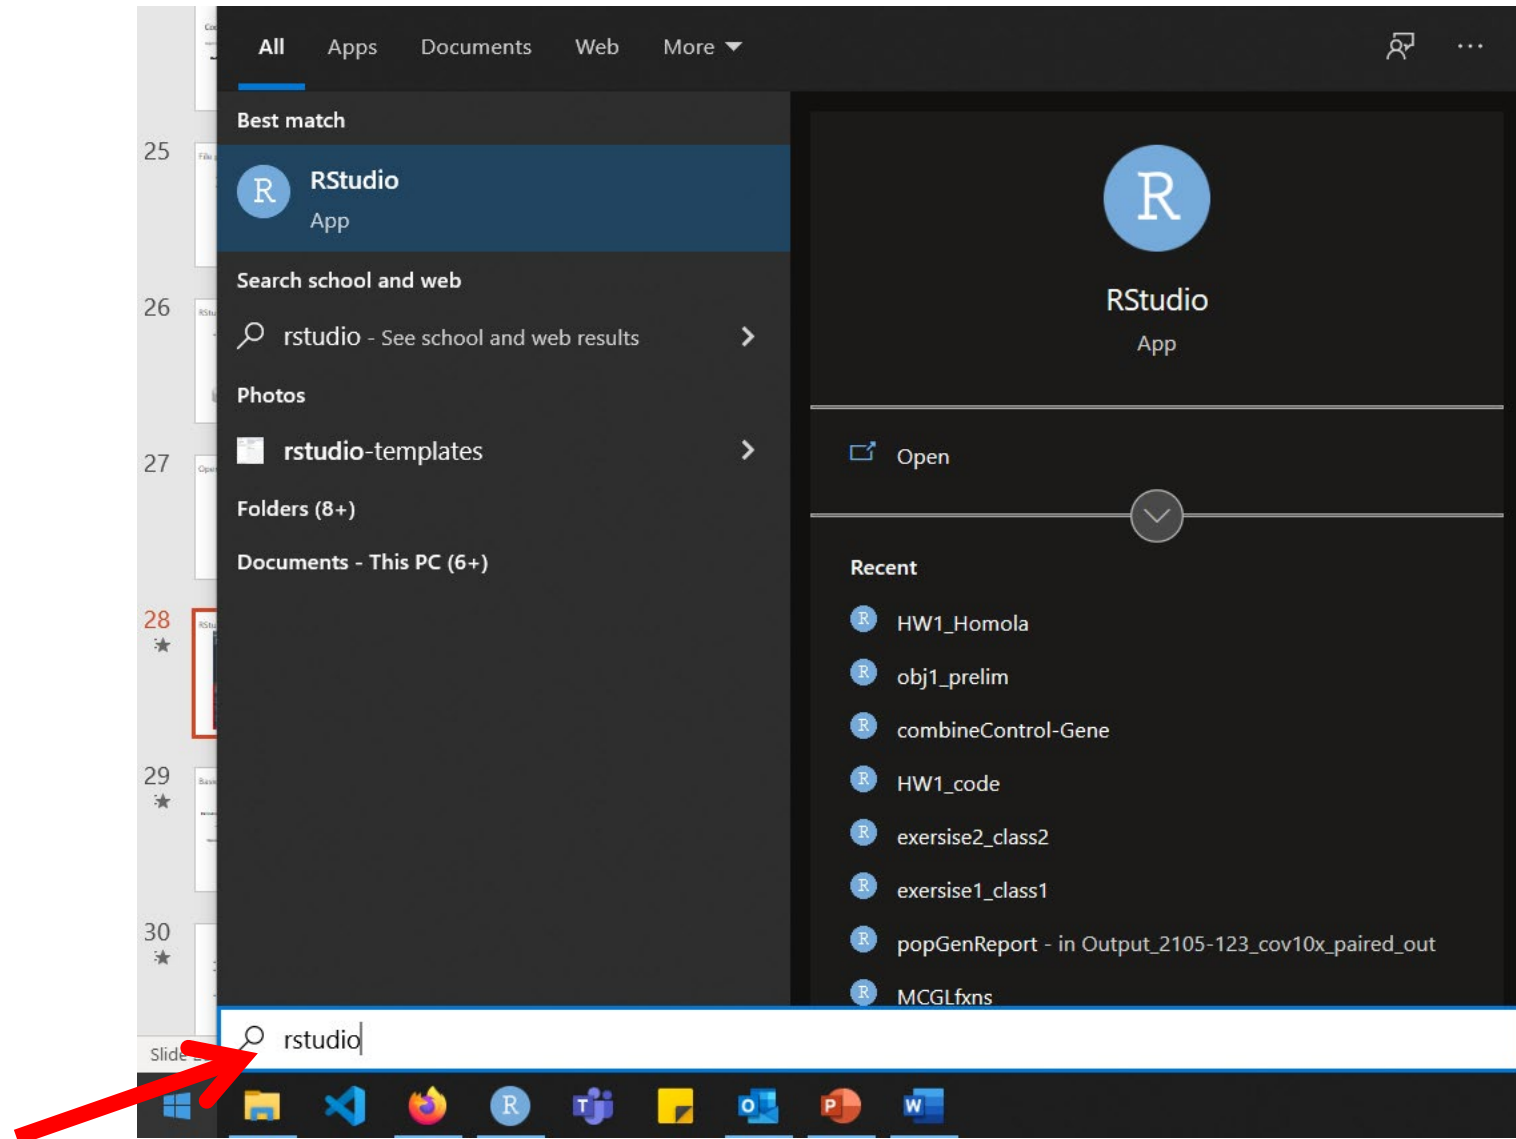 All Apps Documents Web More
Best match
RStudio
App
Search school and web
rstudio - See school and web results
Photos
rstudio-templates
Folders (8+)
Documents - This PC (6+)
R
RStudio
App
Open
Recent
HW1_Homola
obj1_prelim
combineControl-Gene
HW1_code
exersise2_class2
exersise1_class1
popGenReport - in Output_2105-123_cov10x_paired_out
MCGLfxns
25
26
27
28
29
30
Slide
rstudio